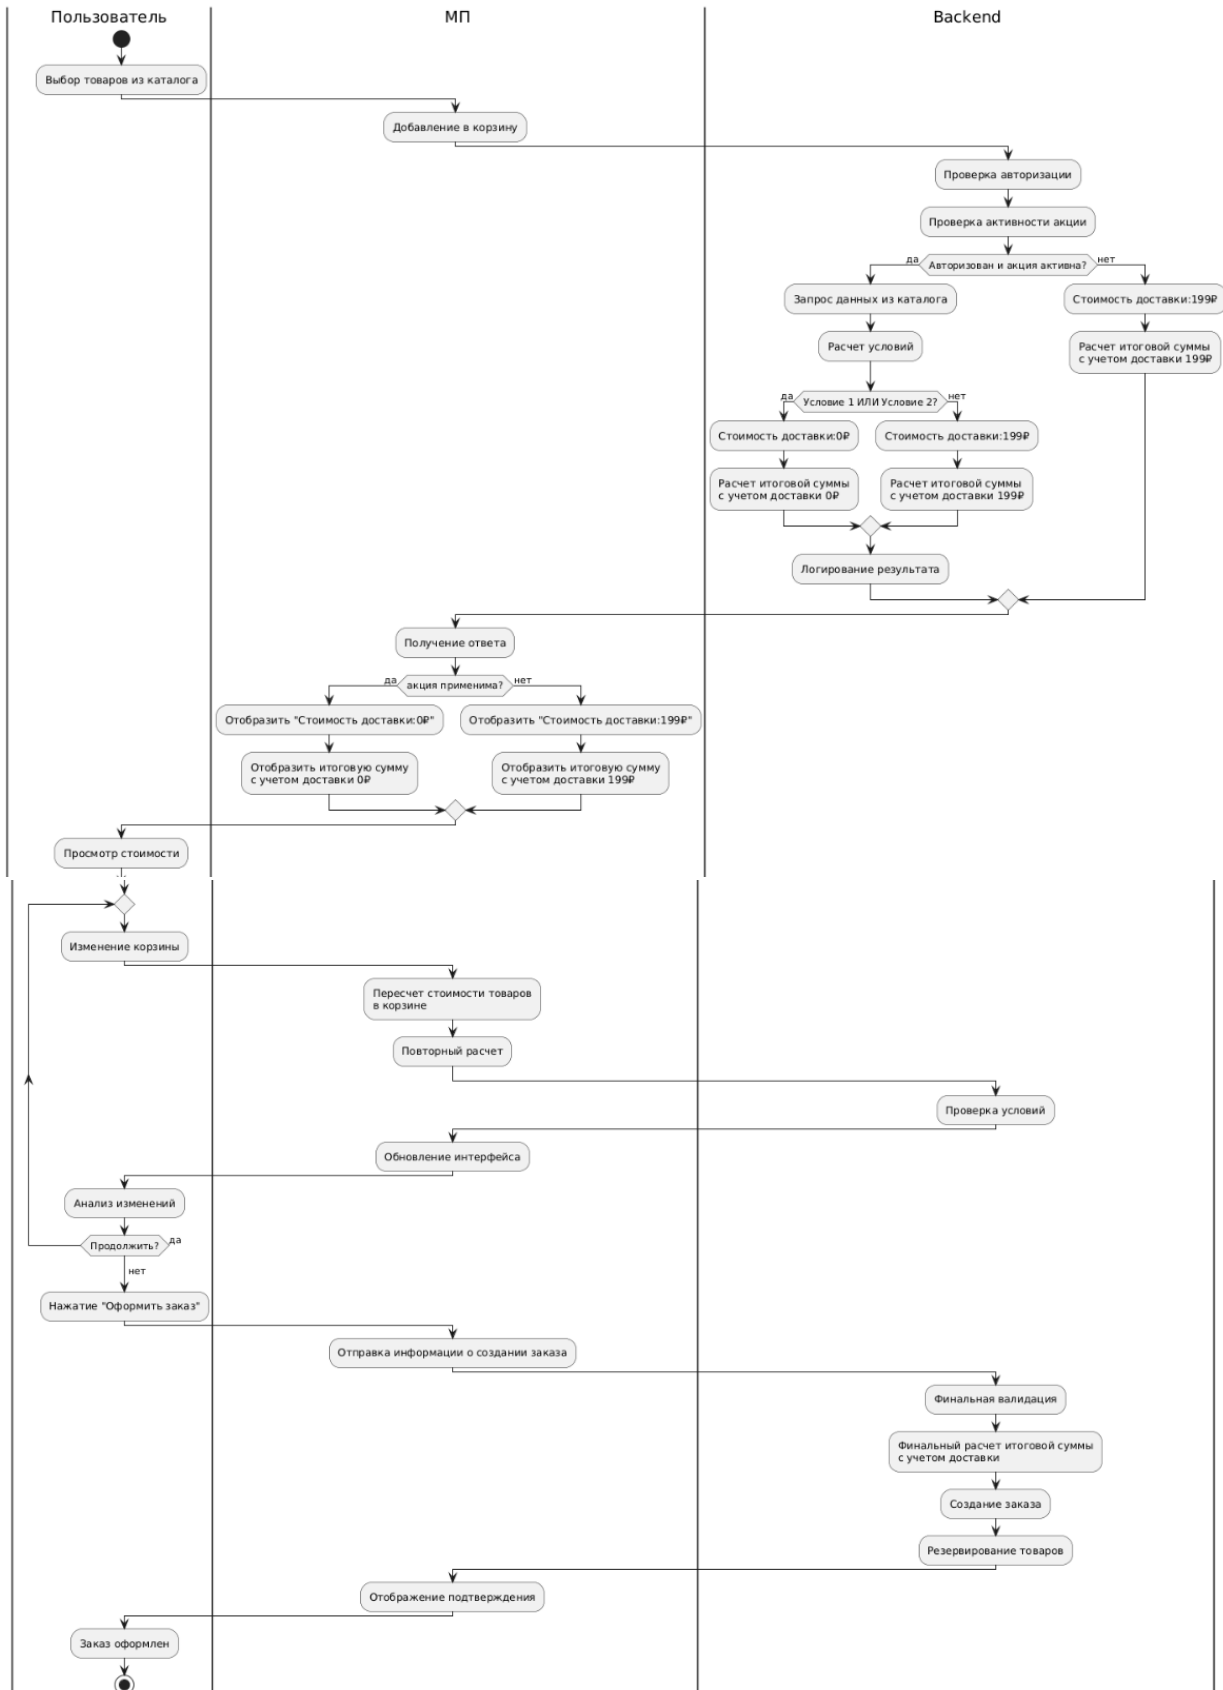 Пользователь
МП
Backend
Выбор товаров из каталога
Добавление в корзину
Проверка авторизации
Проверка активности акции
да
Авторизован и акция активна?
нет
Запрос данных из каталога
Стоимость доставки:199₽
Расчет условий
Расчет итоговой суммы
с учетом доставки 199₽
да
Условие 1 ИЛИ Условие 2?
нет
Стоимость доставки:0₽
Стоимость доставки:199₽
Расчет итоговой суммы
с учетом доставки 0₽
Расчет итоговой суммы
с учетом доставки 199₽
Логирование результата
Получение ответа
да
акция применима?
нет
Отобразить "Стоимость доставки:0₽"
Отобразить "Стоимость доставки:199₽"
Отобразить итоговую сумму
с учетом доставки 0₽
Отобразить итоговую сумму
с учетом доставки 199₽
Просмотр стоимости
Изменение корзины
Пересчет стоимости товаров
в корзине
Повторный расчет
Проверка условий
Обновление интерфейса
Анализ изменений
Продолжить?
да
нет
Нажатие "Оформить заказ"
Отправка информации о создании заказа
Финальная валидация
Финальный расчет итоговой суммы
с учетом доставки
Создание заказа
Резервирование товаров
Отображение подтверждения
Заказ оформлен